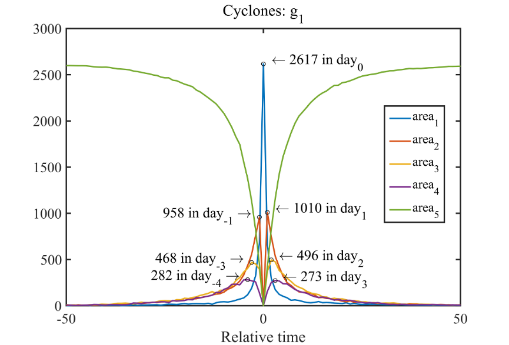 Cyclones: g1
3000
2500
2000
1500
1000
500
0
-50
0
50
Relative time
← 2617 in day0
958 in day-1 →
← 1010 in day1
468 in day-3 →
← 496 in day2
282 in day-4 →
← 273 in day3
area1
area2
area3
area4
area5